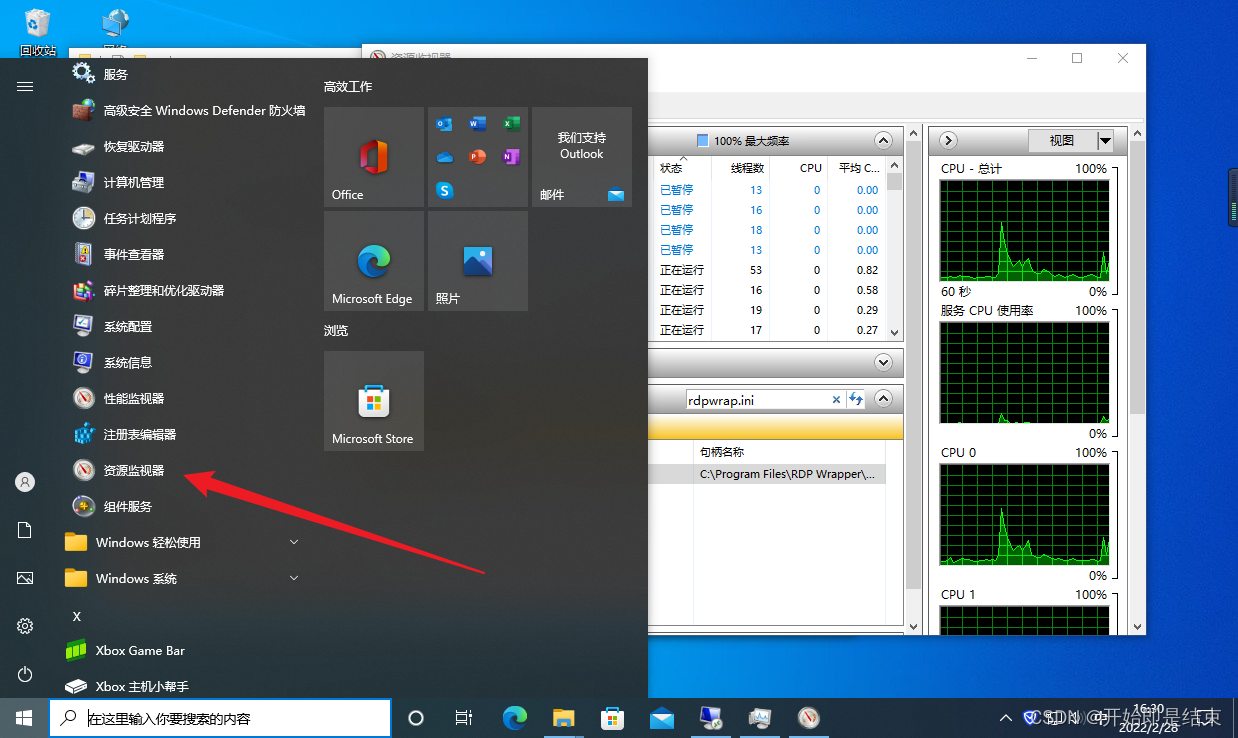 回收站
网络
资源监视器
服务
高级安全 Windows Defender 防火墙
恢复驱动器
计算机管理
任务计划程序
事件查看器
碎片整理和优化驱动器
系统配置
系统信息
性能监视器
注册表编辑器
资源监视器
组件服务
Windows 轻松使用
Windows 系统
X
Xbox Game Bar
Xbox 主机小帮手
高效工作
Office
我们支持
Outlook
邮件
Microsoft Edge
照片
浏览
Microsoft Store
100% 最大频率
状态 线程数 CPU 平均 C...
已暂停 13 0 0.00
已暂停 16 0 0.00
已暂停 18 0 0.00
已暂停 13 0 0.00
正在运行 53 0 0.82
正在运行 16 0 0.58
正在运行 19 0 0.29
正在运行 17 0 0.27
rdpwrap.ini
句柄名称
C:\Program Files\RDP Wrapper\...
视图
CPU - 总计 100%
60 秒 0%
服务 CPU 使用率 100%
0%
CPU 0 100%
0%
CPU 1 100%
在这里输入你要搜索的内容
16:30
2022/2/28
CSDN @开始即是结束